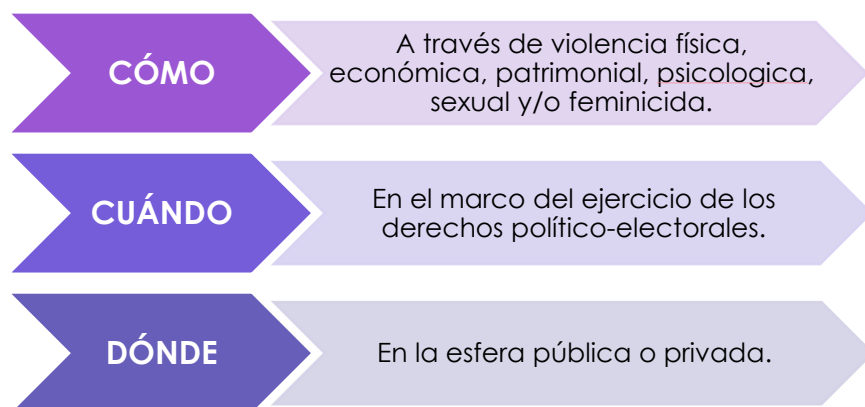 CÓMO
A través de violencia física,
económica, patrimonial, psicologica,
sexual y/o feminicida.
CUÁNDO
En el marco del ejercicio de los
derechos político-electorales.
DÓNDE
En la esfera pública o privada.